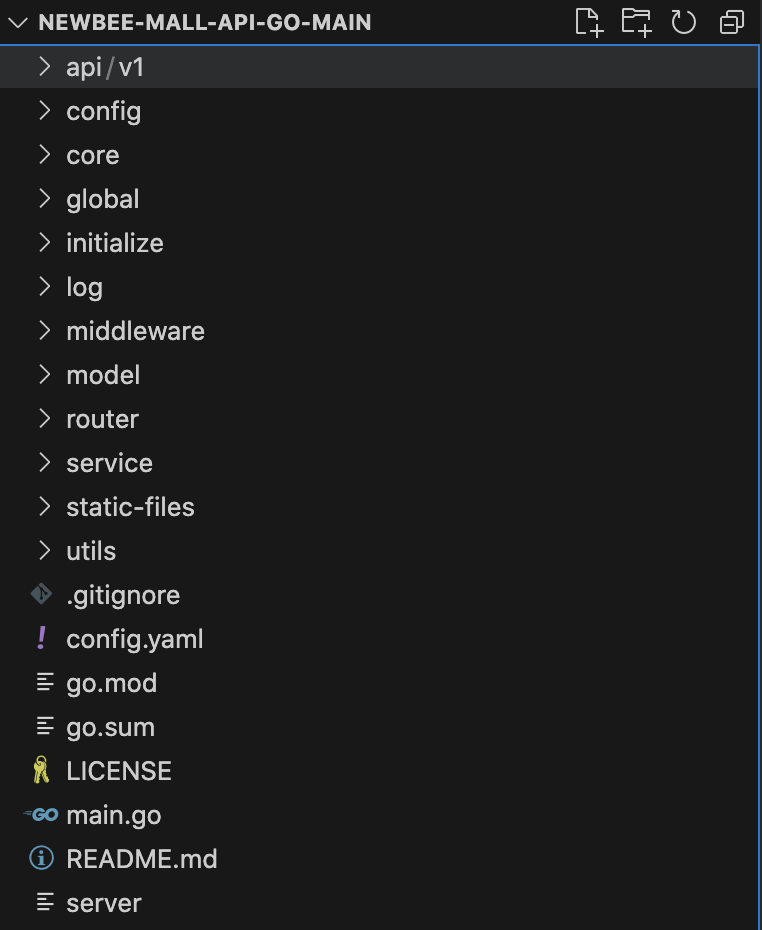 NEWBEE-MALL-API-GO-MAIN
api/v1
config
core
global
initialize
log
middleware
model
router
service
static-files
utils
.gitignore
! config.yaml
go.mod
go.sum
LICENSE
GO main.go
README.md
server